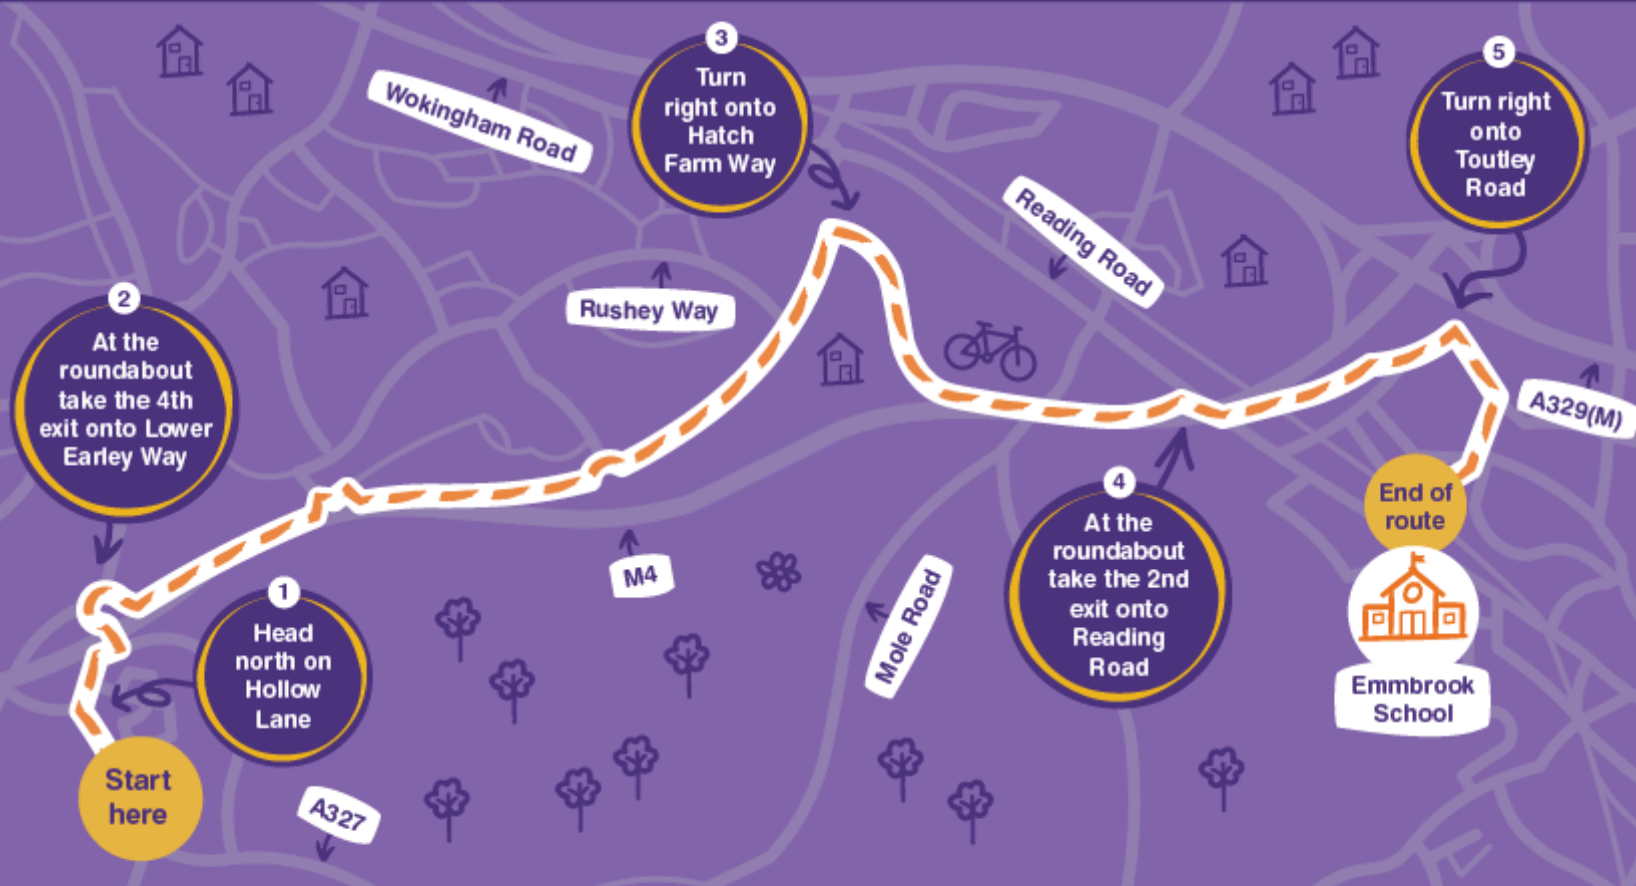 1
Head
north on
Hollow
Lane
2
At the
roundabout
take the 4th
exit onto Lower
Earley Way
3
Turn
right onto
Hatch
Farm Way
4
At the
roundabout
take the 2nd
exit onto
Reading
Road
5
Turn right
onto
Toutley
Road
Wokingham Road
Rushey Way
Reading Road
A329(M)
M4
Mole Road
A327
Start
here
End of
route
Emmbrook
School